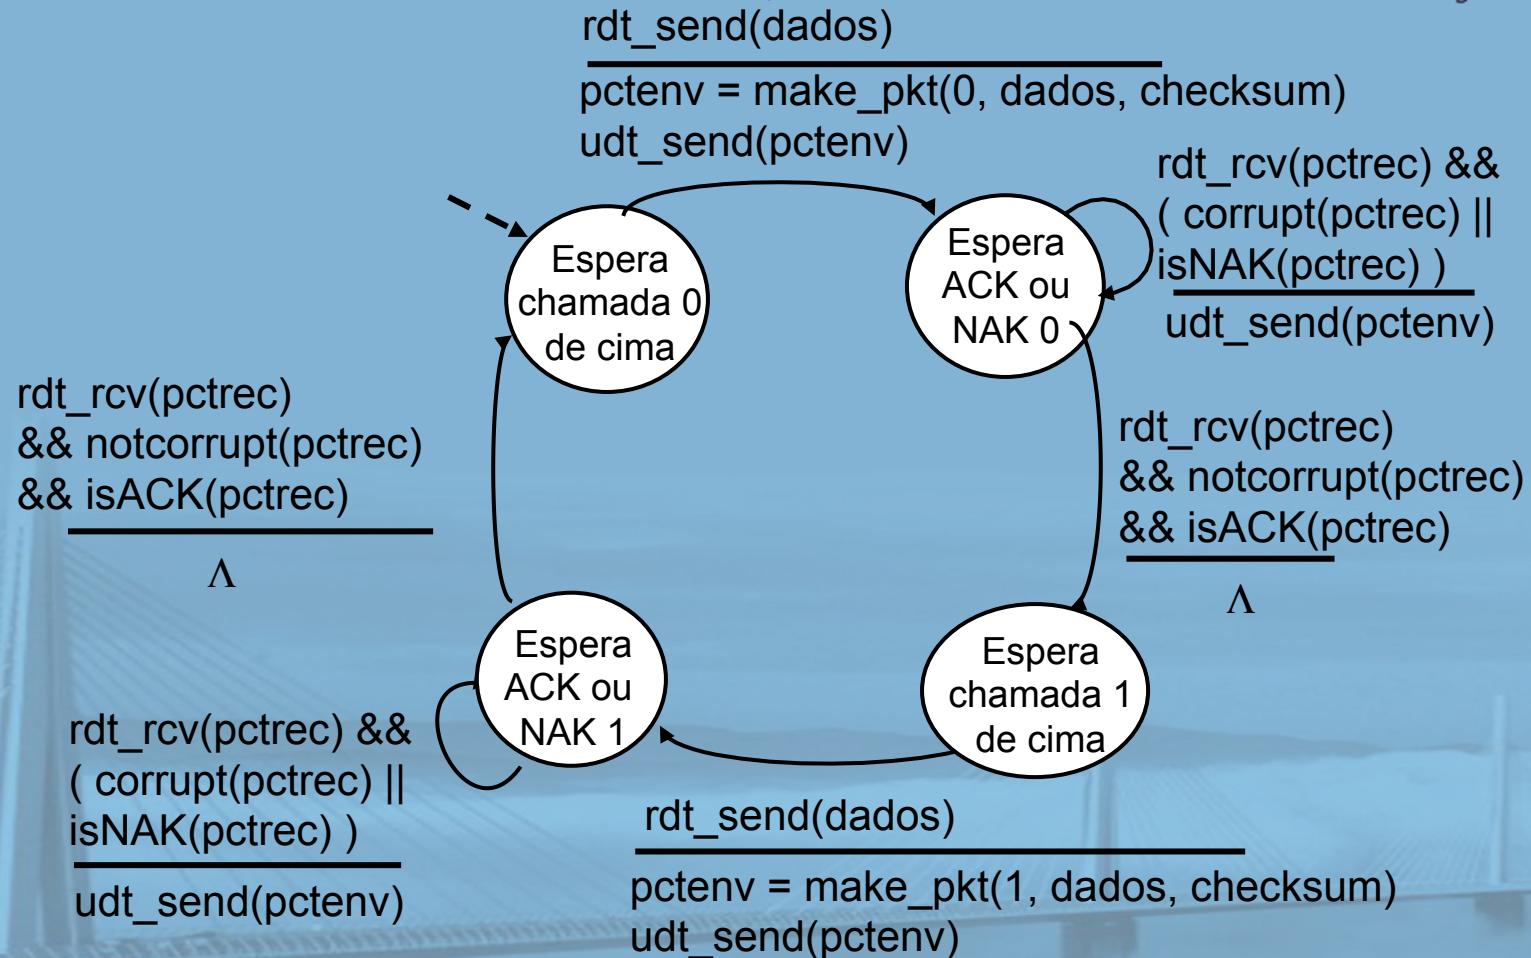 rdt_send(dados)
pctenv = make_pkt(0, dados, checksum)
udt_send(pctenv)
rdt_rcv(pctrec) &&
( corrupt(pctrec) ||
isNAK(pctrec) )
udt_send(pctenv)
Espera
chamada 0
de cima
Espera
ACK ou
NAK 0
rdt_rcv(pctrec)
&& notcorrupt(pctrec)
&& isACK(pctrec)
Λ
rdt_rcv(pctrec)
&& notcorrupt(pctrec)
&& isACK(pctrec)
Λ
Espera
ACK ou
NAK 1
Espera
chamada 1
de cima
rdt_rcv(pctrec) &&
( corrupt(pctrec) ||
isNAK(pctrec) )
udt_send(pctenv)
rdt_send(dados)
pctenv = make_pkt(1, dados, checksum)
udt_send(pctenv)